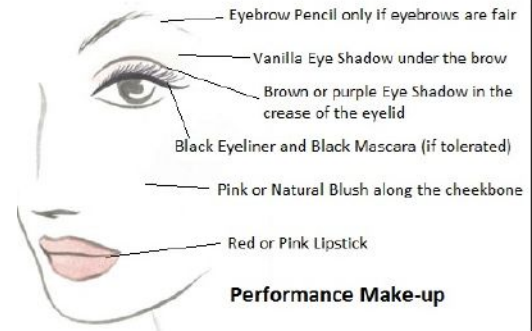 Eyebrow Pencil only if eyebrows are fair
Vanilla Eye Shadow under the brow
Brown or purple Eye Shadow in the
crease of the eyelid
Black Eyeliner and Black Mascara (if tolerated)
Pink or Natural Blush along the cheekbone
Red or Pink Lipstick
Performance Make-up